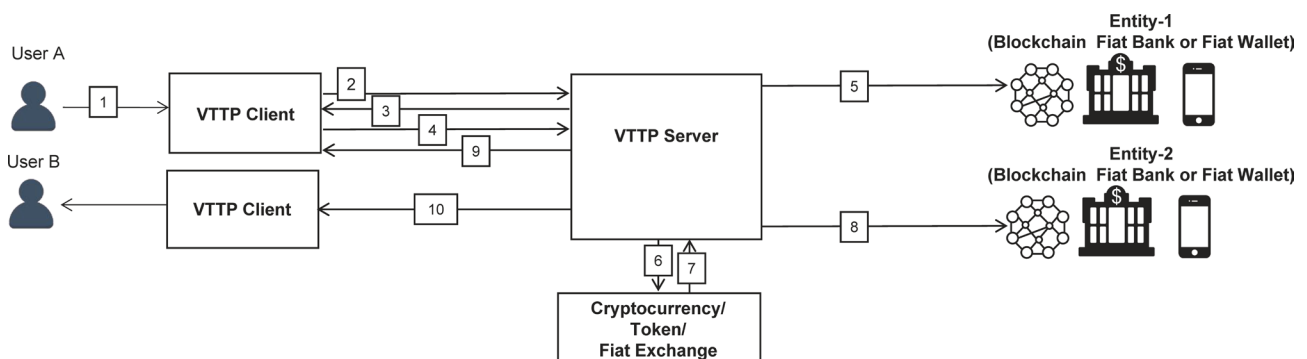 User A
1
VTTP Client
2
3
4
9
VTTP Server
5
Entity-1
(Blockchain Fiat Bank or Fiat Wallet)
$
User B
VTTP Client
10
8
Entity-2
(Blockchain Fiat Bank or Fiat Wallet)
$
6
7
Cryptocurrency/
Token/
Fiat Exchange